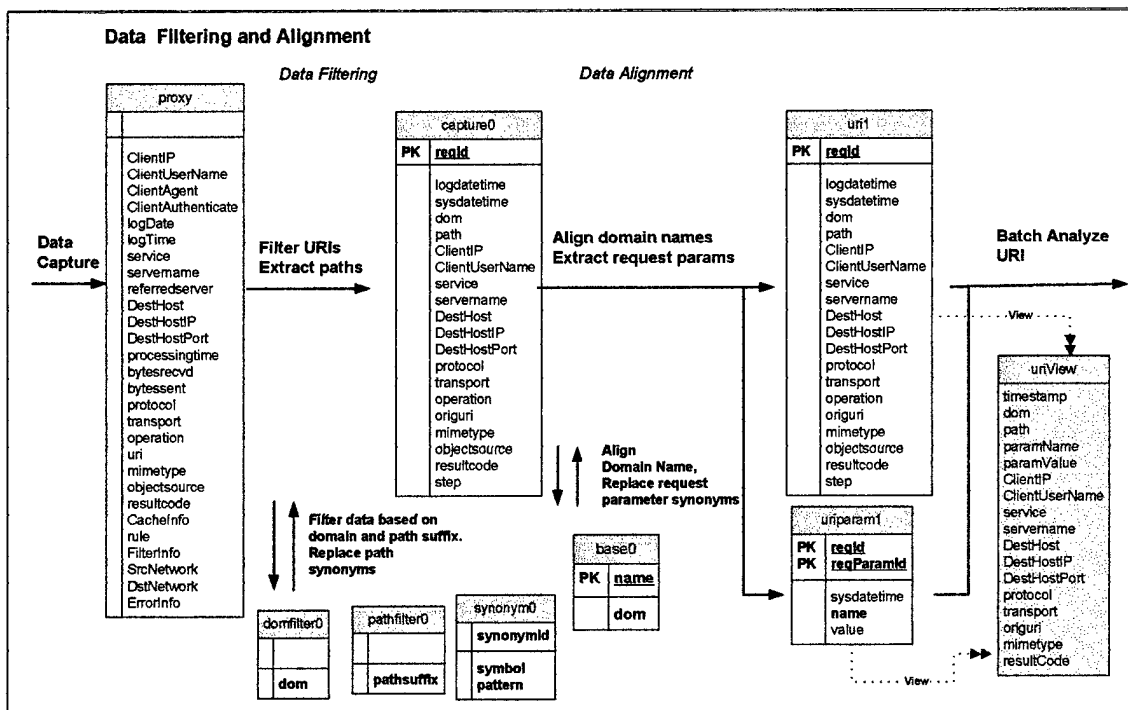 Data Filtering and Alignment
Data Filtering
Data Alignment
proxy
ClientIP
ClientUserName
ClientAgent
ClientAuthenticate
logDate
logTime
service
servername
referredserver
DestHost
DestHostIP
DestHostPort
processingtime
bytesrecvd
bytessent
protocol
transport
operation
uri
mimetype
objectsource
resultcode
CacheInfo
rule
FilterInfo
SrcNetwork
DstNetwork
ErrorInfo
Data
Capture
Filter URIs
Extract paths
capture0
PK reqId
logdatetime
sysdatetime
dom
path
ClientIP
ClientUserName
service
servername
DestHost
DestHostIP
DestHostPort
protocol
transport
operation
origuri
mimetype
objectsource
resultcode
step
Align domain names
Extract request params
uri1
PK reqId
logdatetime
sysdatetime
dom
path
ClientIP
ClientUserName
service
servername
DestHost
DestHostIP
DestHostPort
protocol
transport
operation
origuri
mimetype
objectsource
resultcode
step
Batch Analyze
URI
View
uriView
timestamp
dom
path
paramName
paramValue
ClientIP
ClientUserName
service
servername
DestHost
DestHostIP
DestHostPort
protocol
transport
origuri
mimetype
resultCode
Filter data based on
domain and path suffix.
Replace path
synonyms
Align
Domain Name,
Replace request
parameter synonyms
domfilter0
dom
pathfilter0
pathsuffix
synonym0
synonymId
symbol
pattern
base0
PK name
dom
uriparam1
PK reqId
PK reqParamId
sysdatetime
name
value
View